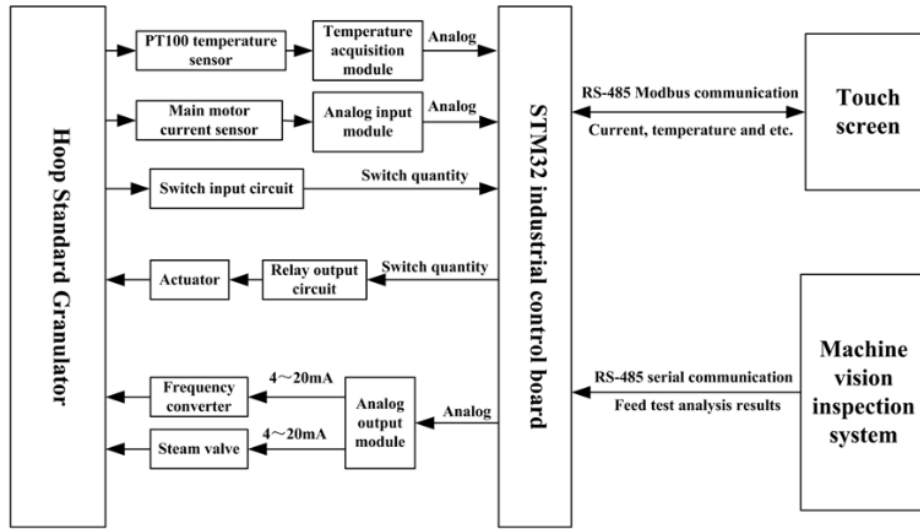 Hoop Standard Granulator
PT100 temperature
sensor
Temperature
acquisition
module
Analog
Main motor
current sensor
Analog input
module
Analog
Switch input circuit
Switch quantity
Actuator
Relay output
circuit
Switch quantity
Frequency
converter
4～20mA
Steam valve
4～20mA
Analog
output
module
Analog
STM32 industrial control board
RS-485 Modbus communication
Current, temperature and etc.
Touch
screen
RS-485 serial communication
Feed test analysis results
Machine
vision
inspection
system